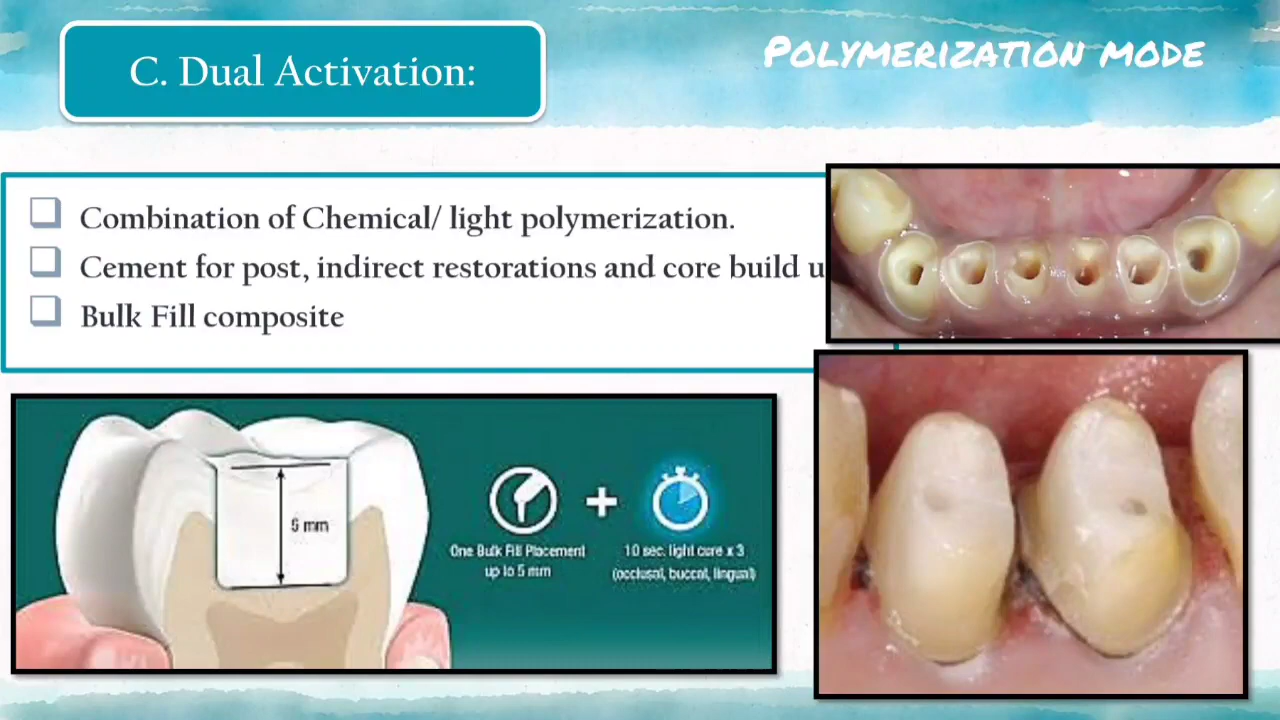 C. Dual Activation:
POLYMERIZATION MODE
Combination of Chemical/ light polymerization.
Cement for post, indirect restorations and core build u
Bulk Fill composite
5 mm
One Bulk Fill Placement
up to 5 mm
+
10 sec. light cure x 3
(occlusal, buccal, lingual)